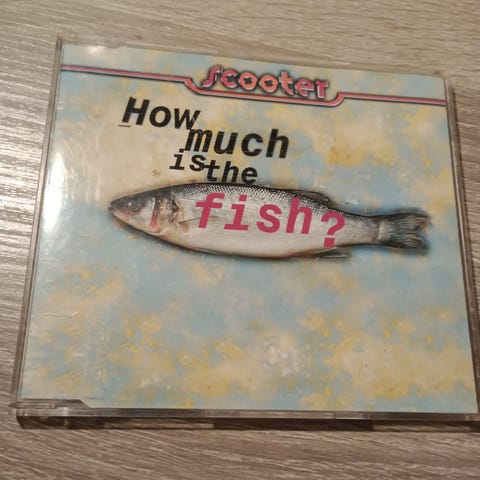 scooter
How
much
is the
fish?